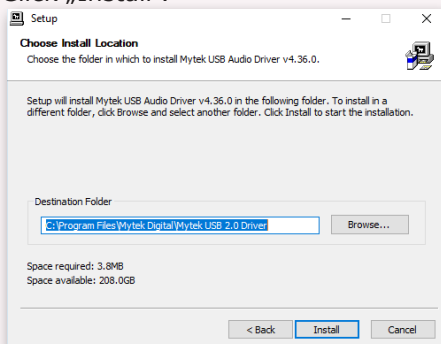 Click „Install”.
Setup
Choose Install Location
Choose the folder in which to install Mytek USB Audio Driver v4.36.0.
Setup will install Mytek USB Audio Driver v4.36.0 in the following folder. To install in a
different folder, click Browse and select another folder. Click Install to start the installation.
Destination Folder
C:\Program Files\Mytek Digital\Mytek USB 2.0 Driver
Browse...
Space required: 3.8MB
Space available: 208.0GB
< Back
Install
Cancel